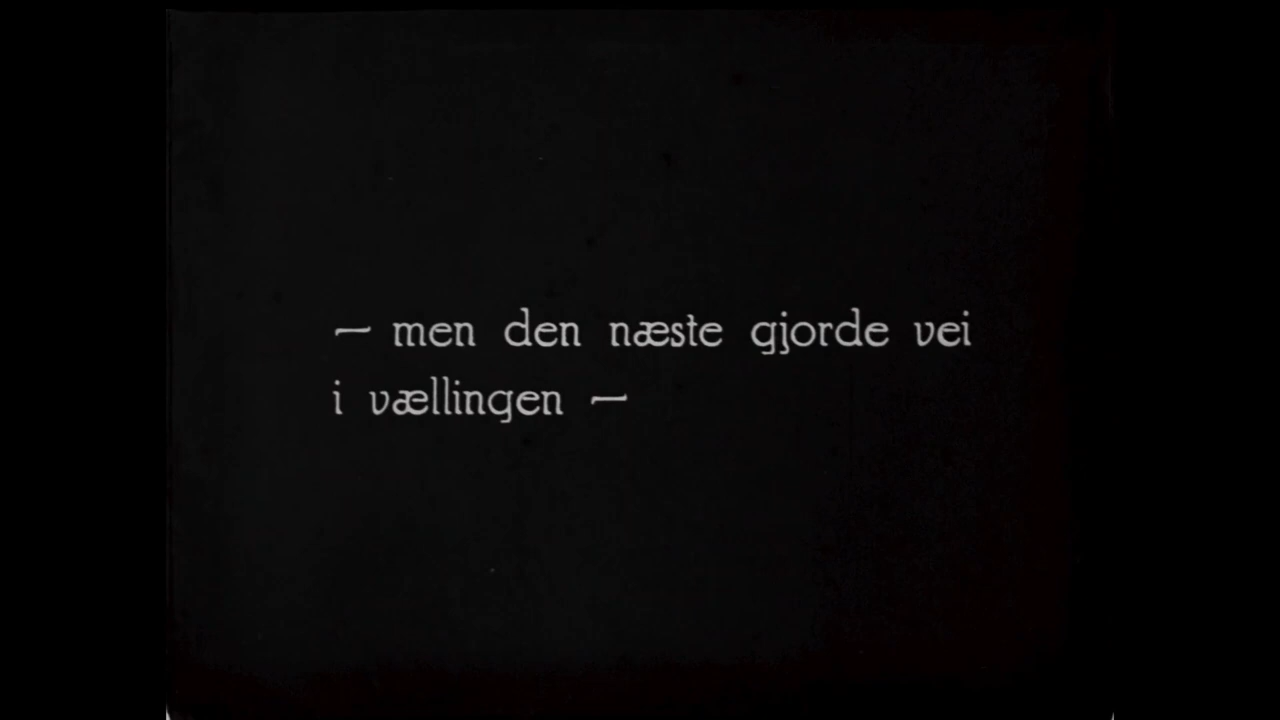 — men den næste gjorde vei
i vællingen —